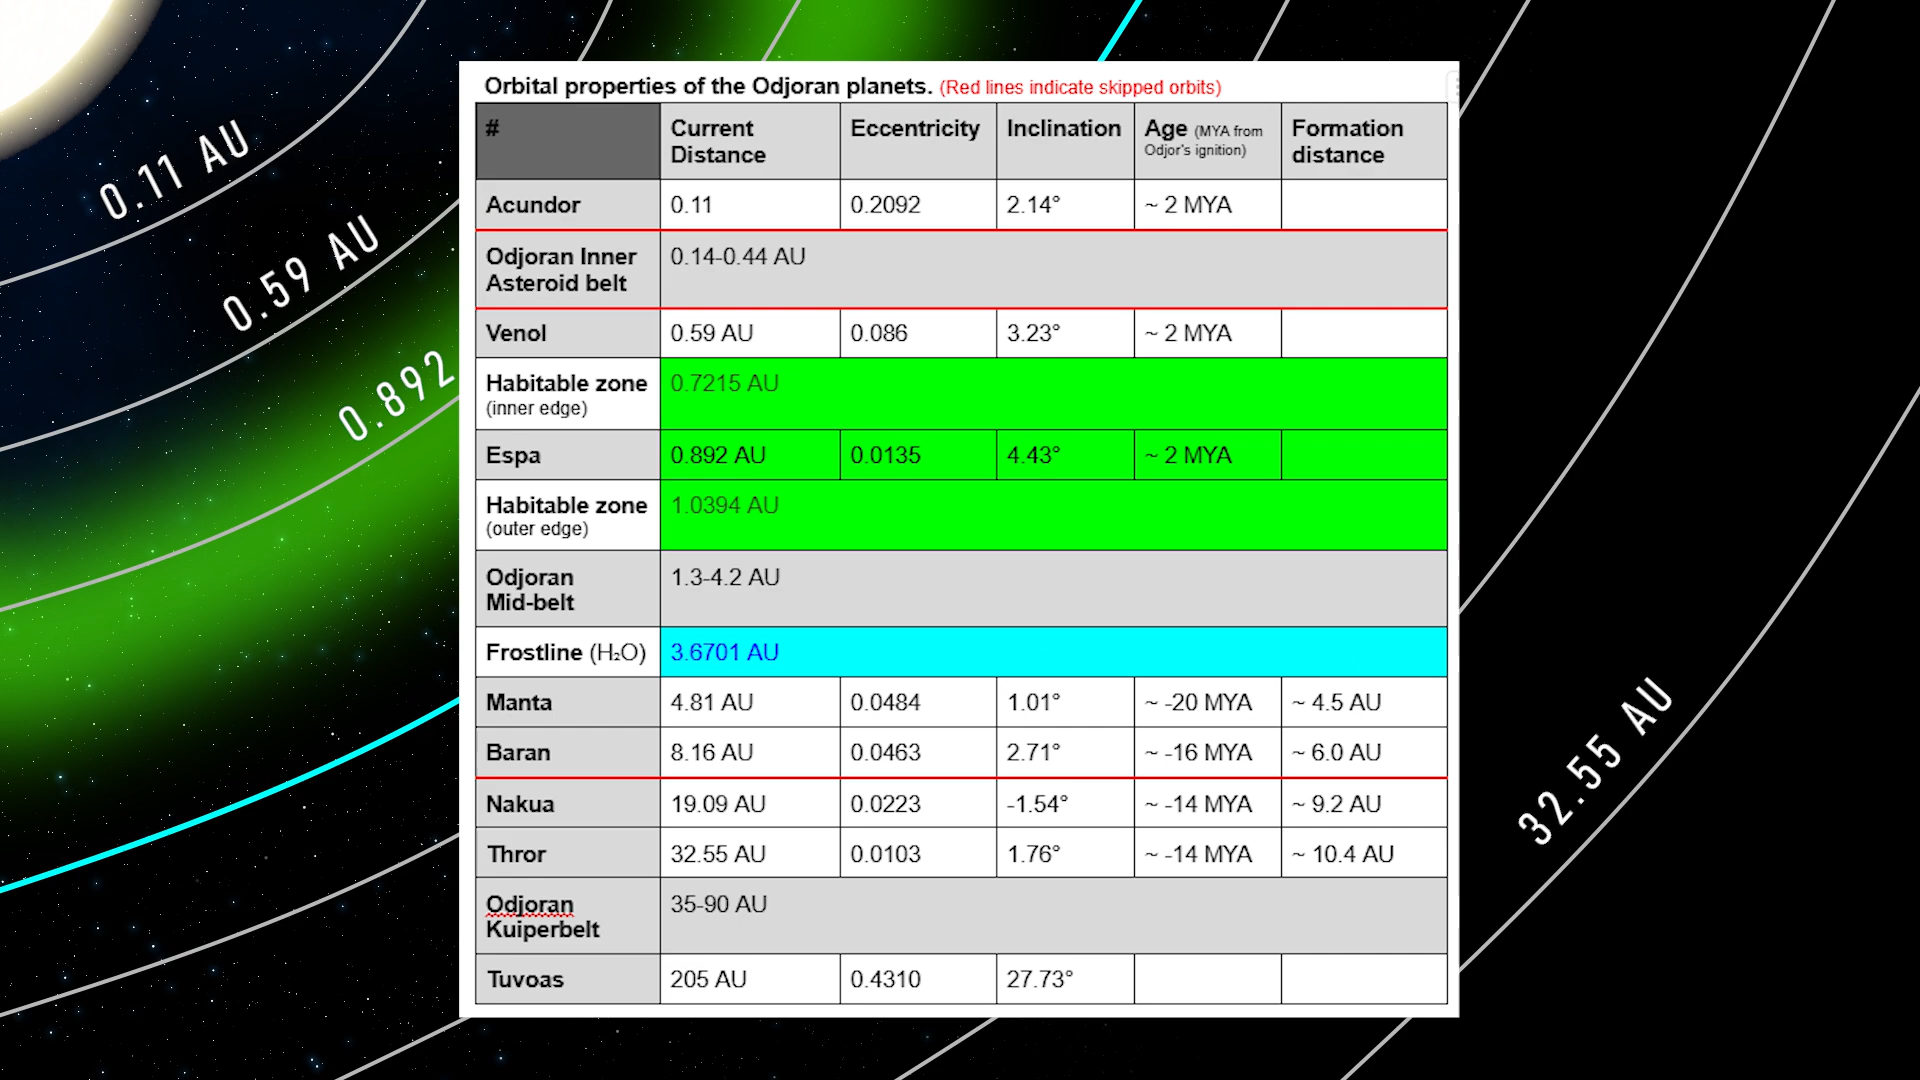 0.11 AU
0.59 AU
0.892
32.55 AU
Orbital properties of the Odjoran planets. (Red lines indicate skipped orbits)
# Current Distance Eccentricity Inclination Age (MYA from Odjor's ignition) Formation distance
Acundor 0.11 0.2092 2.14° ~ 2 MYA
Odjoran Inner Asteroid belt 0.14-0.44 AU
Venol 0.59 AU 0.086 3.23° ~ 2 MYA
Habitable zone (inner edge) 0.7215 AU
Espa 0.892 AU 0.0135 4.43° ~ 2 MYA
Habitable zone (outer edge) 1.0394 AU
Odjoran Mid-belt 1.3-4.2 AU
Frostline (H₂O) 3.6701 AU
Manta 4.81 AU 0.0484 1.01° ~ -20 MYA ~ 4.5 AU
Baran 8.16 AU 0.0463 2.71° ~ -16 MYA ~ 6.0 AU
Nakua 19.09 AU 0.0223 -1.54° ~ -14 MYA ~ 9.2 AU
Thror 32.55 AU 0.0103 1.76° ~ -14 MYA ~ 10.4 AU
Odjoran Kuiperbelt 35-90 AU
Tuvoas 205 AU 0.4310 27.73°